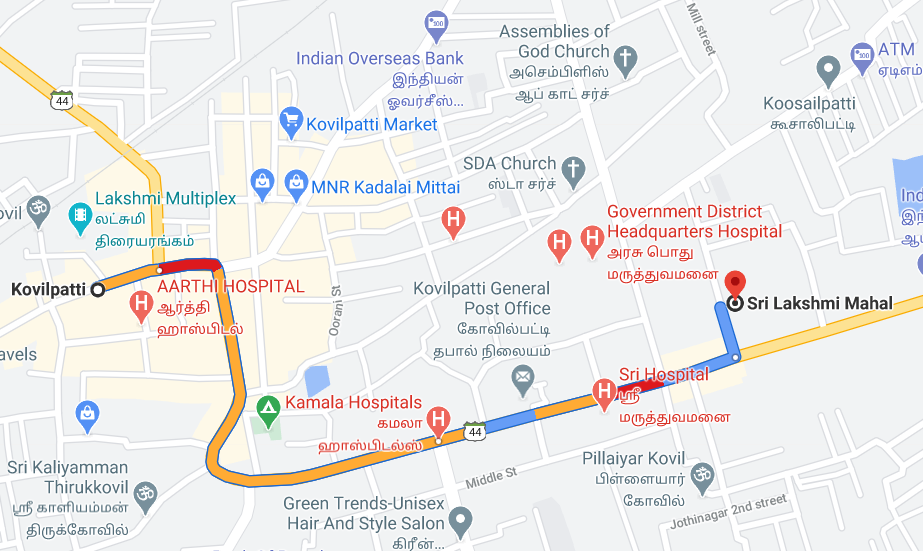 Mill street
Assemblies of
God Church
அசெம்பிளிஸ்
ஆப் காட் சர்ச்
Indian Overseas Bank
இந்தியன்
ஓவர்சீஸ்...
ATM
ஏடிஎம்
44
Koosailpatti
கூசாலிபட்டி
Kovilpatti Market
SDA Church
ஸ்டா சர்ச்
MNR Kadalai Mittai
Lakshmi Multiplex
லட்சுமி
திரையரங்கம்
ovil
Government District
Headquarters Hospital
அரசு பொது
மருத்துவமனை
Kovilpatti
AARTHI HOSPITAL
ஆர்த்தி
ஹாஸ்பிடல்
Oorani St
Kovilpatti General
Post Office
கோவில்பட்டி
தபால் நிலையம்
Sri Lakshmi Mahal
avels
Sri Hospital
ஸ்ரீ
மருத்துவமனை
Kamala Hospitals
கமலா
ஹாஸ்பிடல்ஸ்
44
Sri Kaliyamman
Thirukkovil
ஸ்ரீ காளியம்மன்
திருக்கோவில்
Middle St
Pillaiyar Kovil
பிள்ளையார்
கோவில்
Green Trends-Unisex
Hair And Style Salon
கிரீன்...
Jothinagar 2nd street